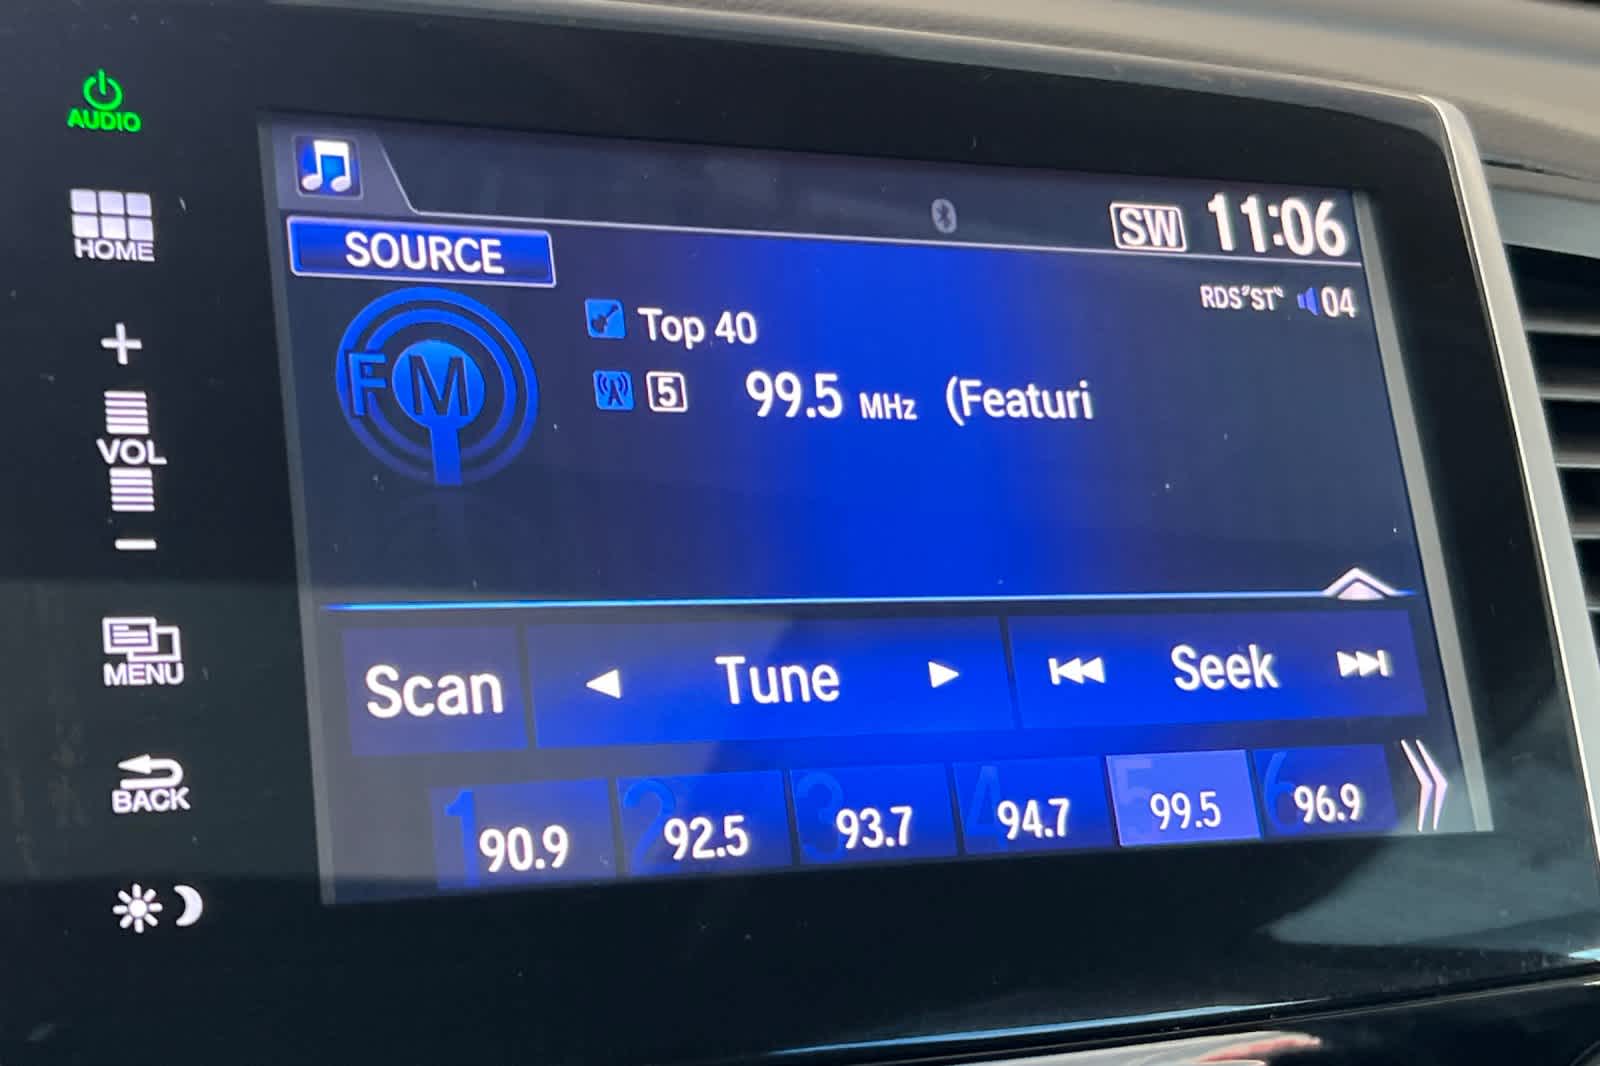 AUDIO
HOME
+
VOL
−
MENU
BACK
SW 11:06
SOURCE
RDS ST 04
FM
Top 40
5 99.5 MHz (Featuri
Scan Tune Seek
1 90.9 2 92.5 3 93.7 4 94.7 5 99.5 6 96.9